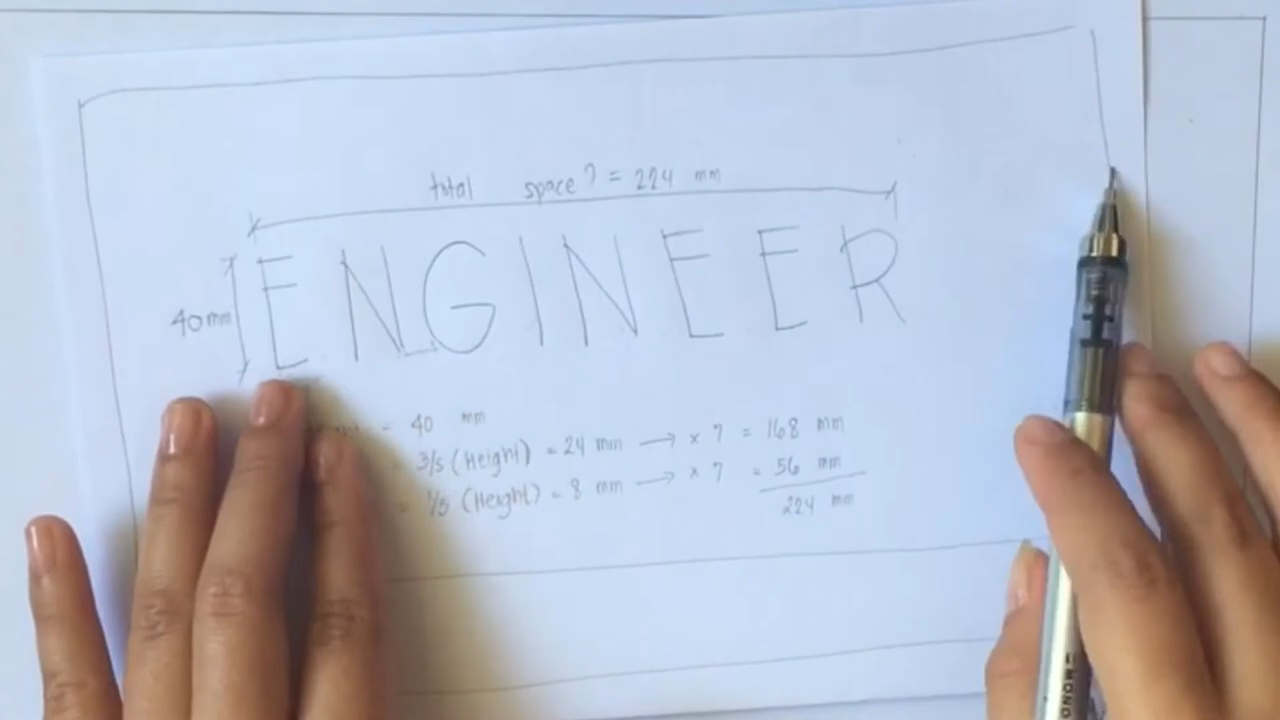 total space? = 224 mm
40mm
ENGINEER
= 40 mm
= 3/5 (Height) = 24 mm → x 7 = 168 mm
= 1/5 (Height) = 8 mm → x 7 = 56 mm
224 mm